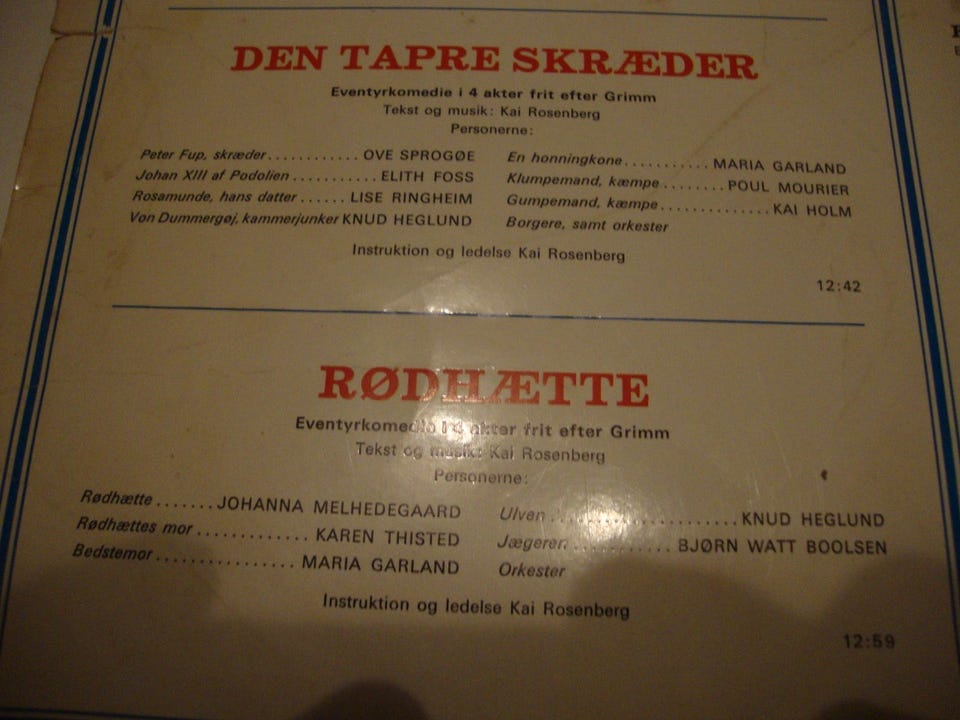 DEN TAPRE SKRÆDER
Eventyrkomedie i 4 akter frit efter Grimm
Tekst og musik: Kai Rosenberg
Personerne:
Peter Fup, skræder............ OVE SPROGØE
Johan XIII af Podolien........... ELITH FOSS
Rosamunde, hans datter...... LISE RINGHEIM
Von Dummergøj, kammerjunker KNUD HEGLUND
En honningkone............ MARIA GARLAND
Klumpemand, kæmpe........ POUL MOURIER
Gumpemand, kæmpe.............. KAI HOLM
Borgere, samt orkester
Instruktion og ledelse Kai Rosenberg
12:42
RØDHÆTTE
Eventyrkomedie i 4 akter frit efter Grimm
Tekst og musik: Kai Rosenberg
Personerne:
Rødhætte....... JOHANNA MELHEDEGAARD
Rødhættes mor ............. KAREN THISTED
Bedstemor ................ MARIA GARLAND
Ulven ........................ KNUD HEGLUND
Jægeren ............ BJØRN WATT BOOLSEN
Orkester
Instruktion og ledelse Kai Rosenberg
12:59